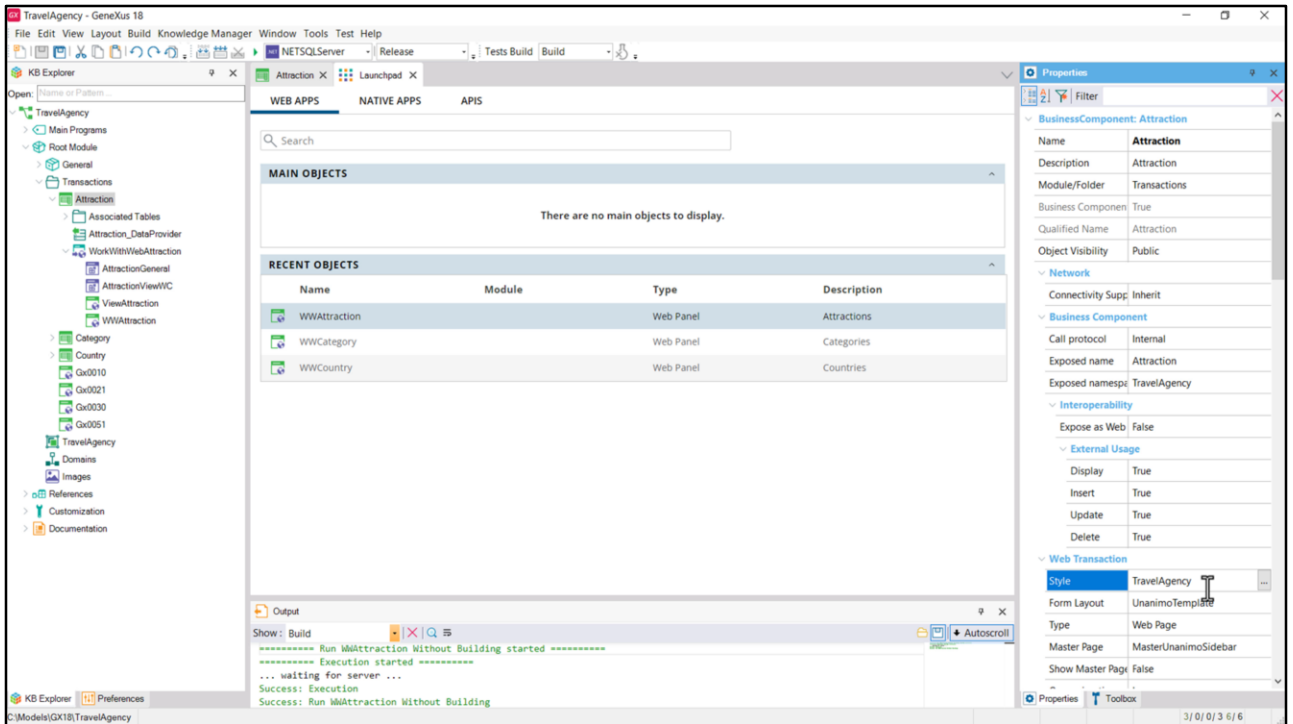 GX TravelAgency - GeneXus 18
File Edit View Layout Build Knowledge Manager Window Tools Test Help
NETSQLServer Release Tests Build Build
KB Explorer
Open: Name or Pattern...
TravelAgency
Main Programs
Root Module
General
Transactions
Attraction
Associated Tables
Attraction_DataProvider
WorkWithWebAttraction
AttractionGeneral
AttractionViewWC
ViewAttraction
WWAttraction
Category
Country
Gx0010
Gx0021
Gx0030
Gx0051
TravelAgency
Domains
Images
References
Customization
Documentation
KB Explorer Preferences
C:\Models\GX18\TravelAgency
Attraction Launchpad
WEB APPS NATIVE APPS APIS
Search
MAIN OBJECTS
There are no main objects to display.
RECENT OBJECTS
Name Module Type Description
WWAttraction Web Panel Attractions
WWCategory Web Panel Categories
WWCountry Web Panel Countries
Output
Show: Build Autoscroll
========== Run WWAttraction Without Building started ==========
========== Execution started ==========
... waiting for server ...
Success: Execution
Success: Run WWAttraction Without Building
Properties
Filter
BusinessComponent: Attraction
Name Attraction
Description Attraction
Module/Folder Transactions
Business Componen True
Qualified Name Attraction
Object Visibility Public
Network
Connectivity Supp Inherit
Business Component
Call protocol Internal
Exposed name Attraction
Exposed namespa TravelAgency
Interoperability
Expose as Web False
External Usage
Display True
Insert True
Update True
Delete True
Web Transaction
Style TravelAgency ...
Form Layout UnanimoTemplate
Type Web Page
Master Page MasterUnanimoSidebar
Show Master Page False
Properties Toolbox
3/ 0/ 0/ 3 6/ 6